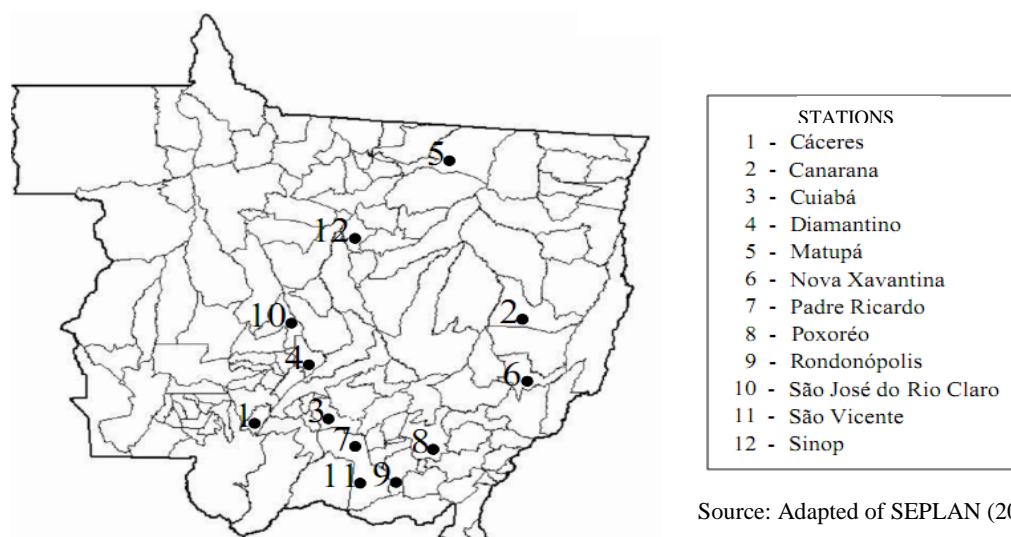 5
12
10
2
4
6
1
3
7
8
11
9
STATIONS
1 - Cáceres
2 - Canarana
3 - Cuiabá
4 - Diamantino
5 - Matupá
6 - Nova Xavantina
7 - Padre Ricardo
8 - Poxoréo
9 - Rondonópolis
10 - São José do Rio Claro
11 - São Vicente
12 - Sinop
Source: Adapted of SEPLAN (20